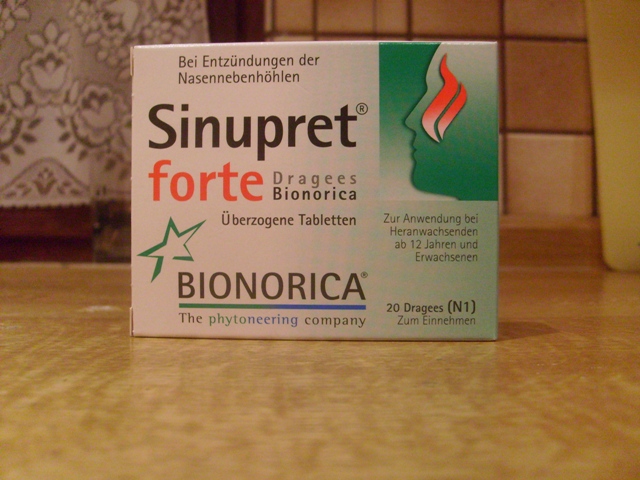 Bei Entzündungen der
Nasennebenhöhlen
Sinupret®
forte Dragees
Bionorica
Überzogene Tabletten
BIONORICA®
The phytoneering company
Zur Anwendung bei
Heranwachsenden
ab 12 Jahren und
Erwachsenen
20 Dragees (N1)
Zum Einnehmen